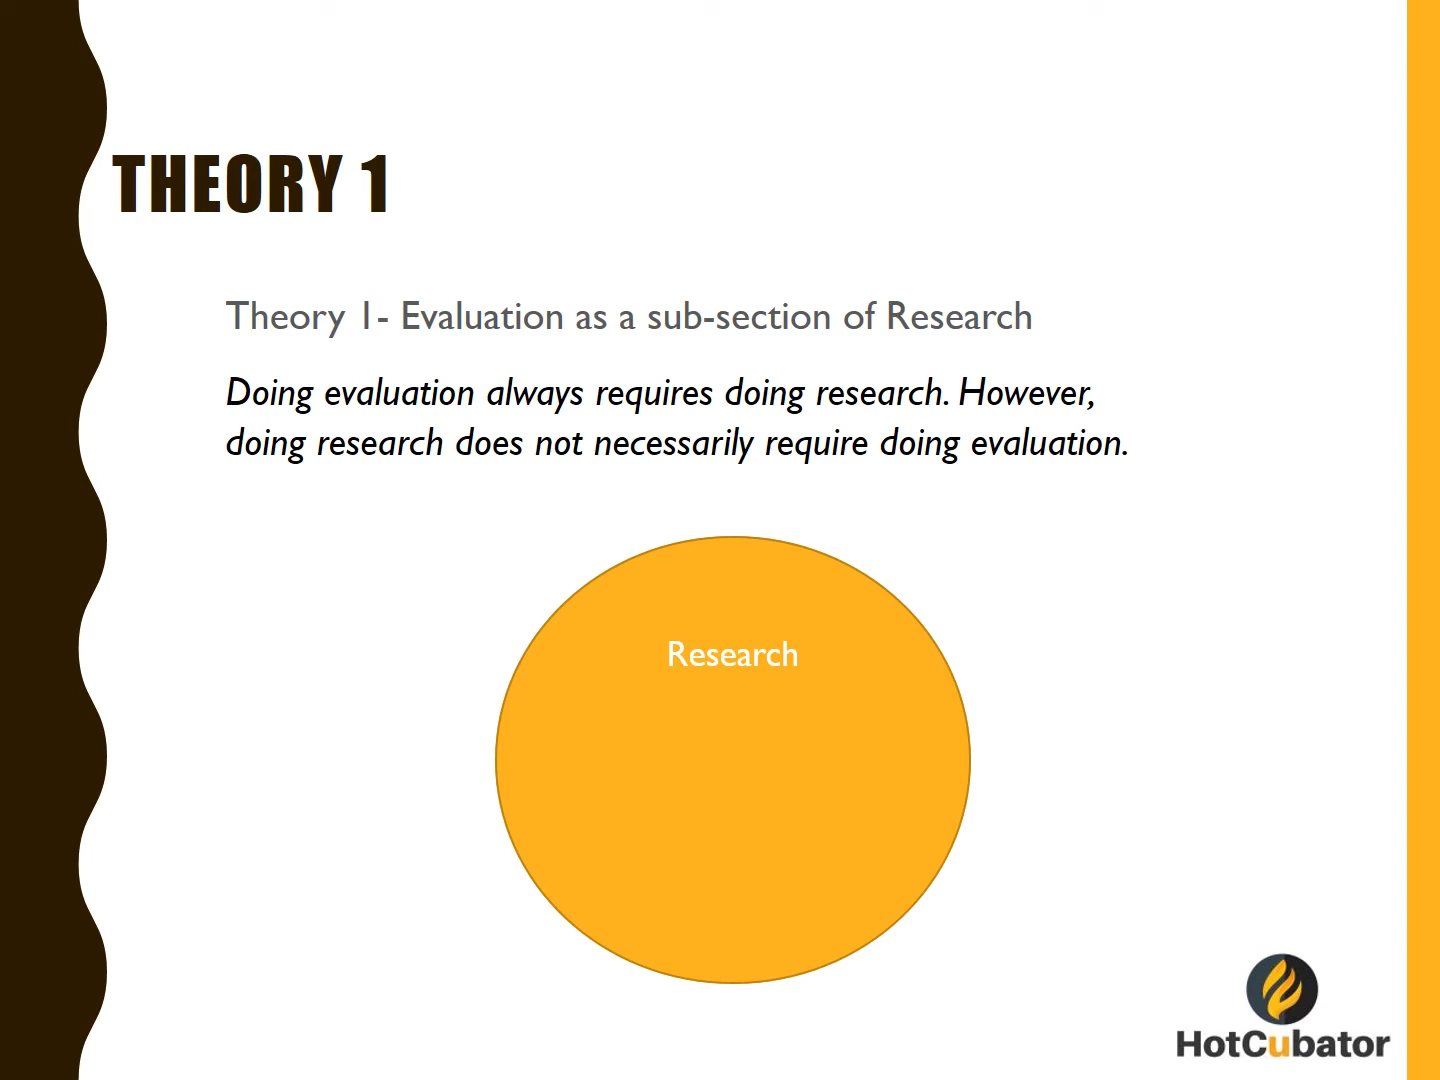 THEORY 1
Theory 1- Evaluation as a sub-section of Research
Doing evaluation always requires doing research. However,
doing research does not necessarily require doing evaluation.
Research
HotCubator